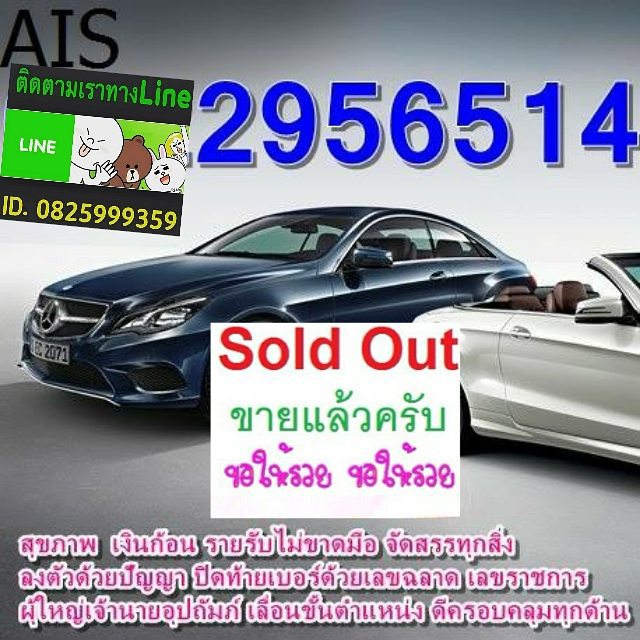 AIS
ติดตามเราทางLine
LINE
ID. 0825999359
2956514
2071
Sold Out
ขายแล้วครับ
ขอให้รวย ขอให้รวย
สุขภาพ เงินก้อน รายรับไม่ขาดมือ จัดสรรทุกสิ่ง
ลงตัวด้วยปัญญา ปิดท้ายเบอร์ด้วยเลขฉลาด เลขราชการ
ผู้ใหญ่เจ้านายอุปถัมภ์ เลื่อนขั้นตำแหน่ง ดีครอบคลุมทุกด้าน